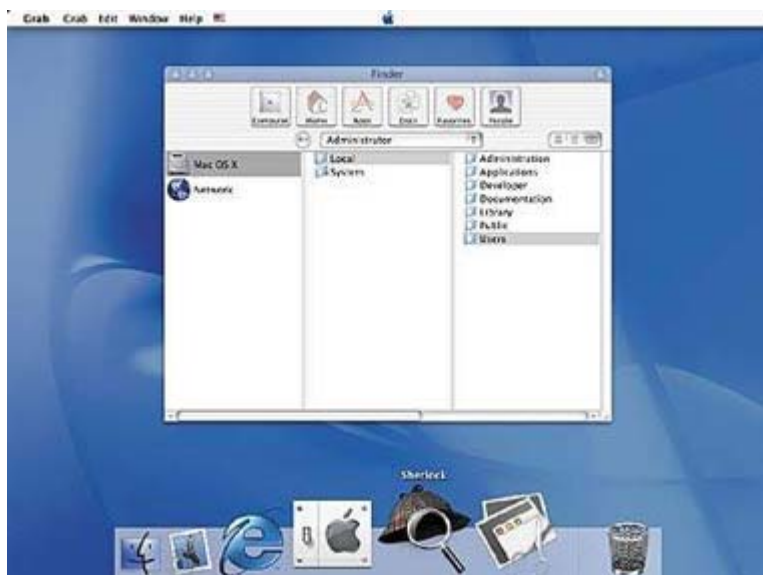 Grab Grab Edit Window Help
Finder
Computer Home Apps Docs Favorites People
Administrator
Mac OS X
Network
Local
System
Administration
Applications
Developer
Documentation
Library
Public
Users
Sherlock